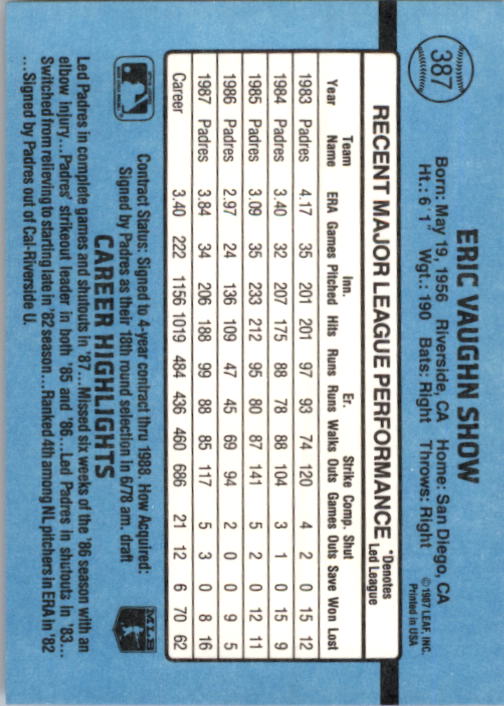 387
ERIC VAUGHN SHOW
Born: May 19, 1956 Riverside, CA Home: San Diego, CA
Ht.: 6'1" Wgt.: 190 Bats: Right Throws: Right
©1987 LEAF, INC.
Printed in USA
RECENT MAJOR LEAGUE PERFORMANCE *Denotes Led League
Team Inn. Er. Strike Comp. Shut
Year Name ERA Games Pitched Hits Runs Runs Walks Outs Games Outs Save Won Lost
1983 Padres 4.17 35 201 201 97 93 74 120 4 2 0 15 12
1984 Padres 3.40 32 207 175 88 78 88 104 3 1 0 15 9
1985 Padres 3.09 35 233 212 95 80 87 141 5 2 0 12 11
1986 Padres 2.97 24 136 109 47 45 69 94 2 0 0 9 5
1987 Padres 3.84 34 206 188 99 88 85 117 5 3 0 8 16
Career 3.40 222 1156 1019 484 436 460 686 21 12 6 70 62
Contract Status: Signed to 4-year contract thru 1988. How Acquired:
Signed by Padres as their 18th round selection in 6/78 am. draft
MLB
CAREER HIGHLIGHTS
Led Padres in complete games and shutouts in '87...Missed six weeks of the '86 season with an
elbow injury...Padres' strikeout leader in both '85 and '86...Led Padres in shutouts in '83...
Switched from relieving to starting late in '82 season...Ranked 4th among NL pitchers in ERA in '82
...Signed by Padres out of Cal-Riverside U.